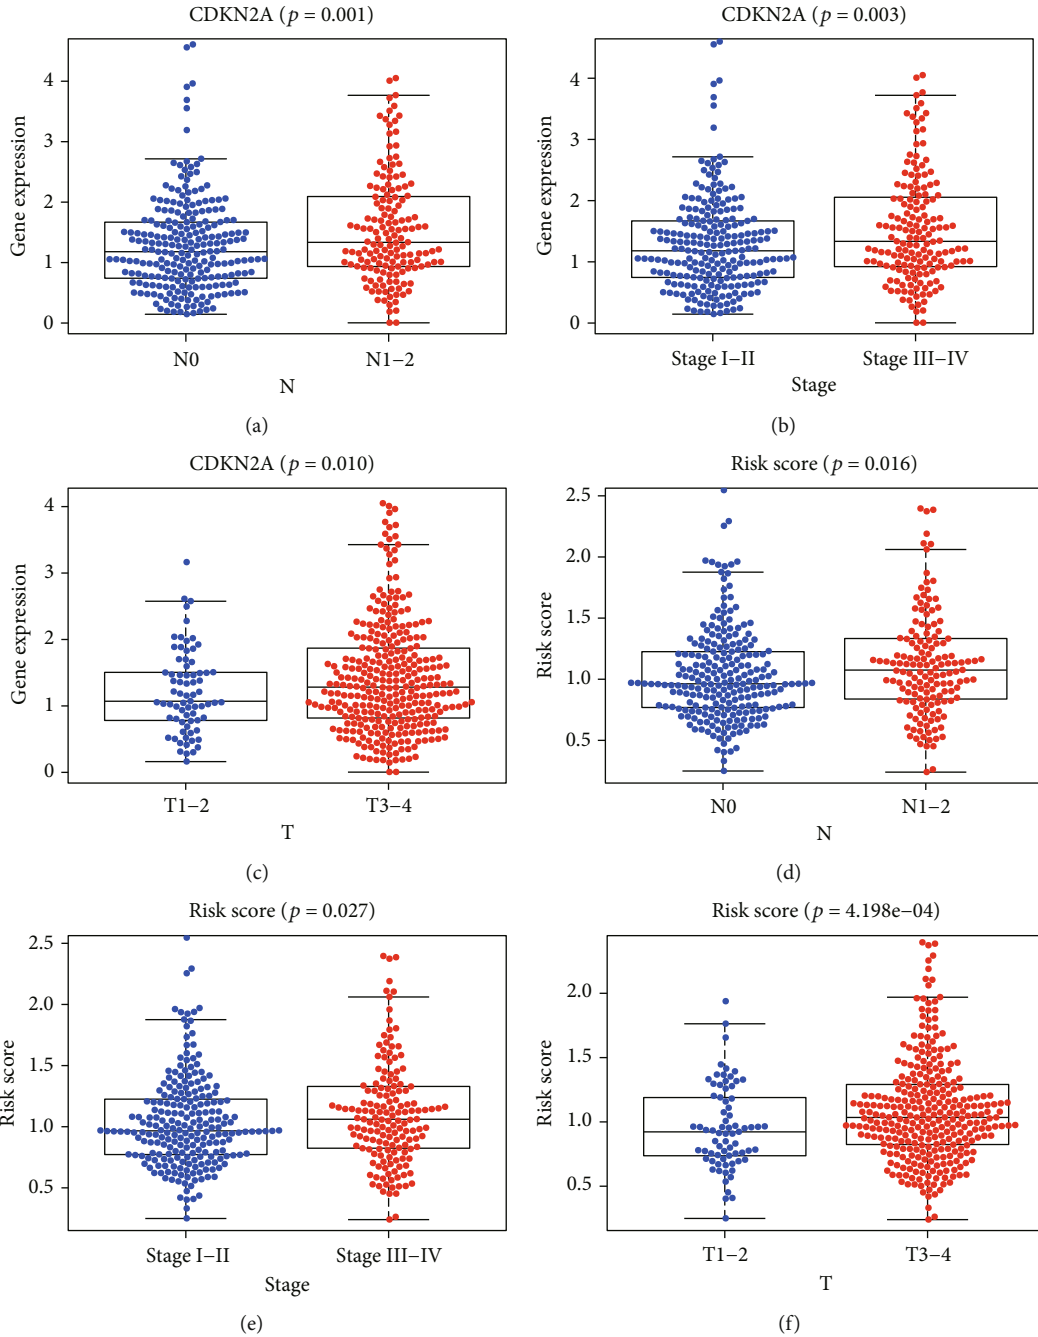 CDKN2A (p = 0.001)
Gene expression
4
3
2
1
0
N0
N1−2
N
(a)
CDKN2A (p = 0.003)
Gene expression
4
3
2
1
0
Stage I−II
Stage III−IV
Stage
(b)
CDKN2A (p = 0.010)
Gene expression
4
3
2
1
0
T1−2
T3−4
T
(c)
Risk score (p = 0.016)
Risk score
2.5
2.0
1.5
1.0
0.5
N0
N1−2
N
(d)
Risk score (p = 0.027)
Risk score
2.5
2.0
1.5
1.0
0.5
Stage I−II
Stage III−IV
Stage
(e)
Risk score (p = 4.198e−04)
Risk score
2.0
1.5
1.0
0.5
T1−2
T3−4
T
(f)